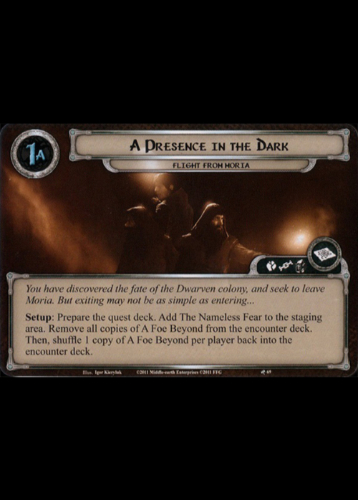 1A
A Presence in the Dark
Flight from Moria
You have discovered the fate of the Dwarven colony, and seek to leave
Moria. But exiting may not be as simple as entering...
Setup: Prepare the quest deck. Add The Nameless Fear to the staging
area. Remove all copies of A Foe Beyond from the encounter deck.
Then, shuffle 1 copy of A Foe Beyond per player back into the
encounter deck.
Illus. Igor Kieryluk ©2011 Middle-earth Enterprises ©2011 FFG